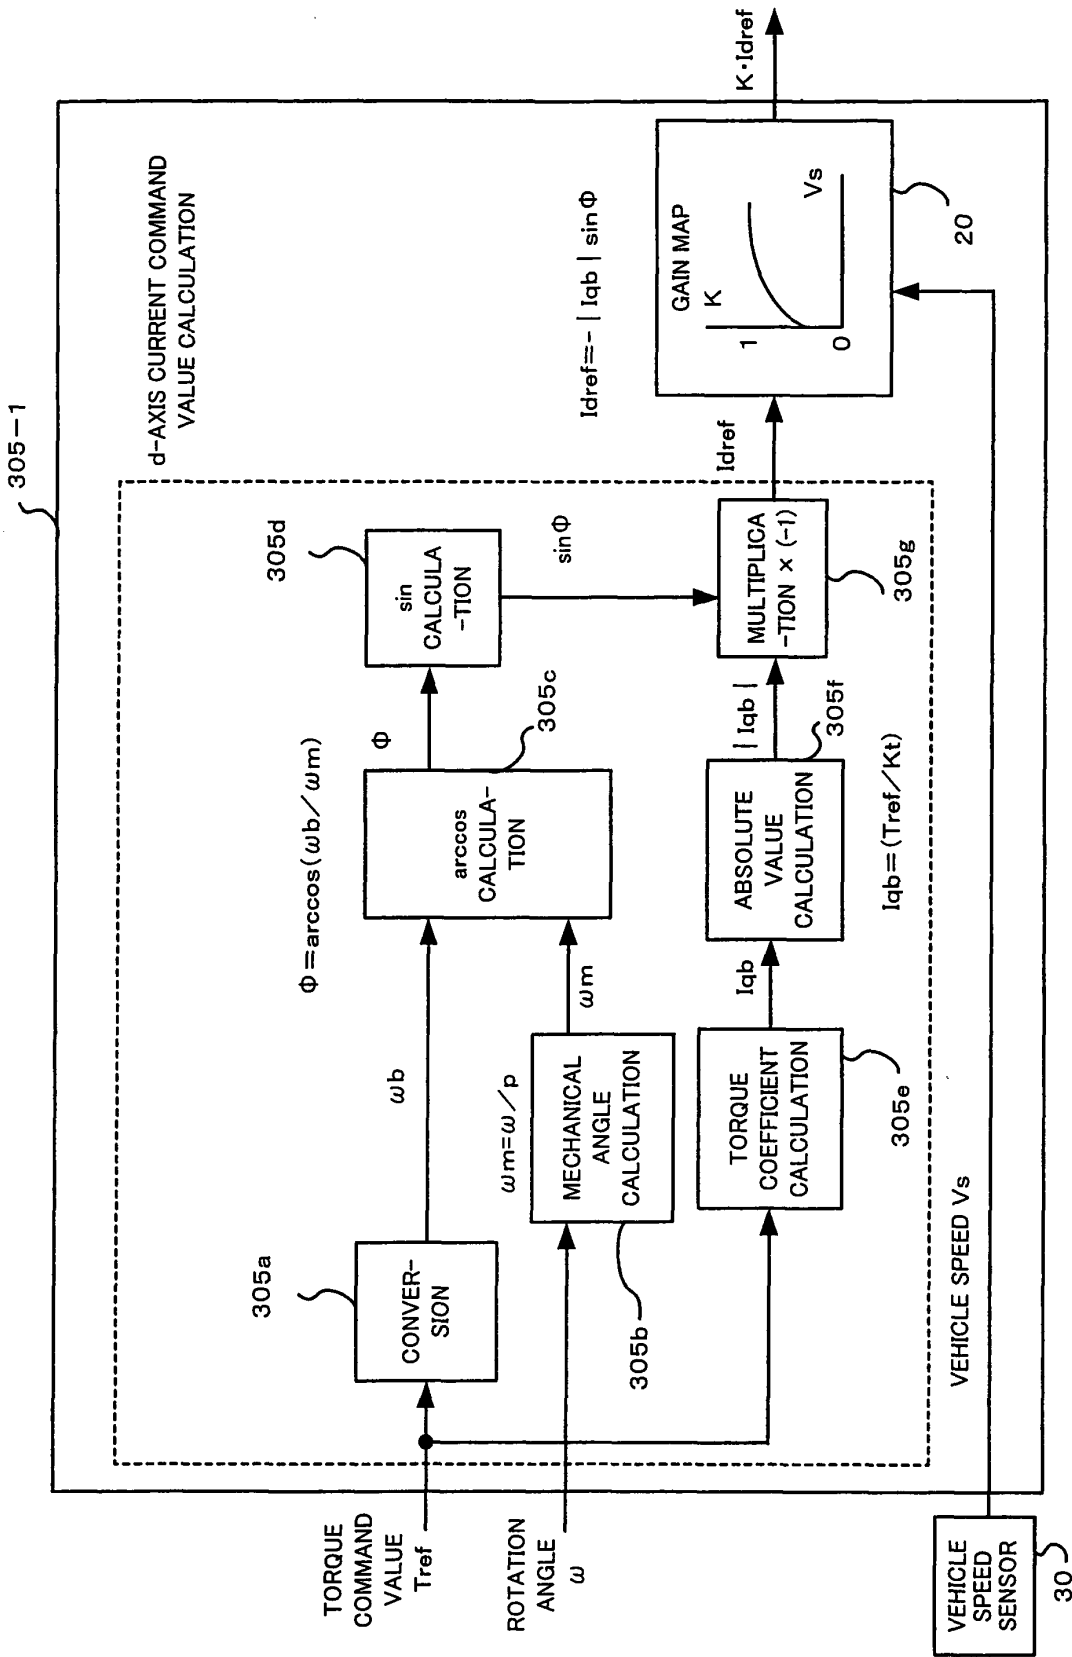 305-1
d-AXIS CURRENT COMMAND
VALUE CALCULATION
TORQUE
COMMAND
VALUE
Tref
ROTATION
ANGLE
ω
305a
CONVER-
SION
ωb
Φ=arccos(ωb/ωm)
ωm=ω/p
MECHANICAL
ANGLE
CALCULATION
305b
ωm
arccos
CALCULA-
TION
305c
Φ
305d
sin
CALCULA
-TION
sinΦ
TORQUE
COEFFICIENT
CALCULATION
305e
Iqb
ABSOLUTE
VALUE
CALCULATION
305f
Iqb=(Tref/Kt)
| Iqb |
MULTIPLICA
-TION × (-1)
305g
Idref
Idref=-| Iqb | sinΦ
GAIN MAP
K
1
0
Vs
20
K·Idref
VEHICLE SPEED Vs
VEHICLE
SPEED
SENSOR
30